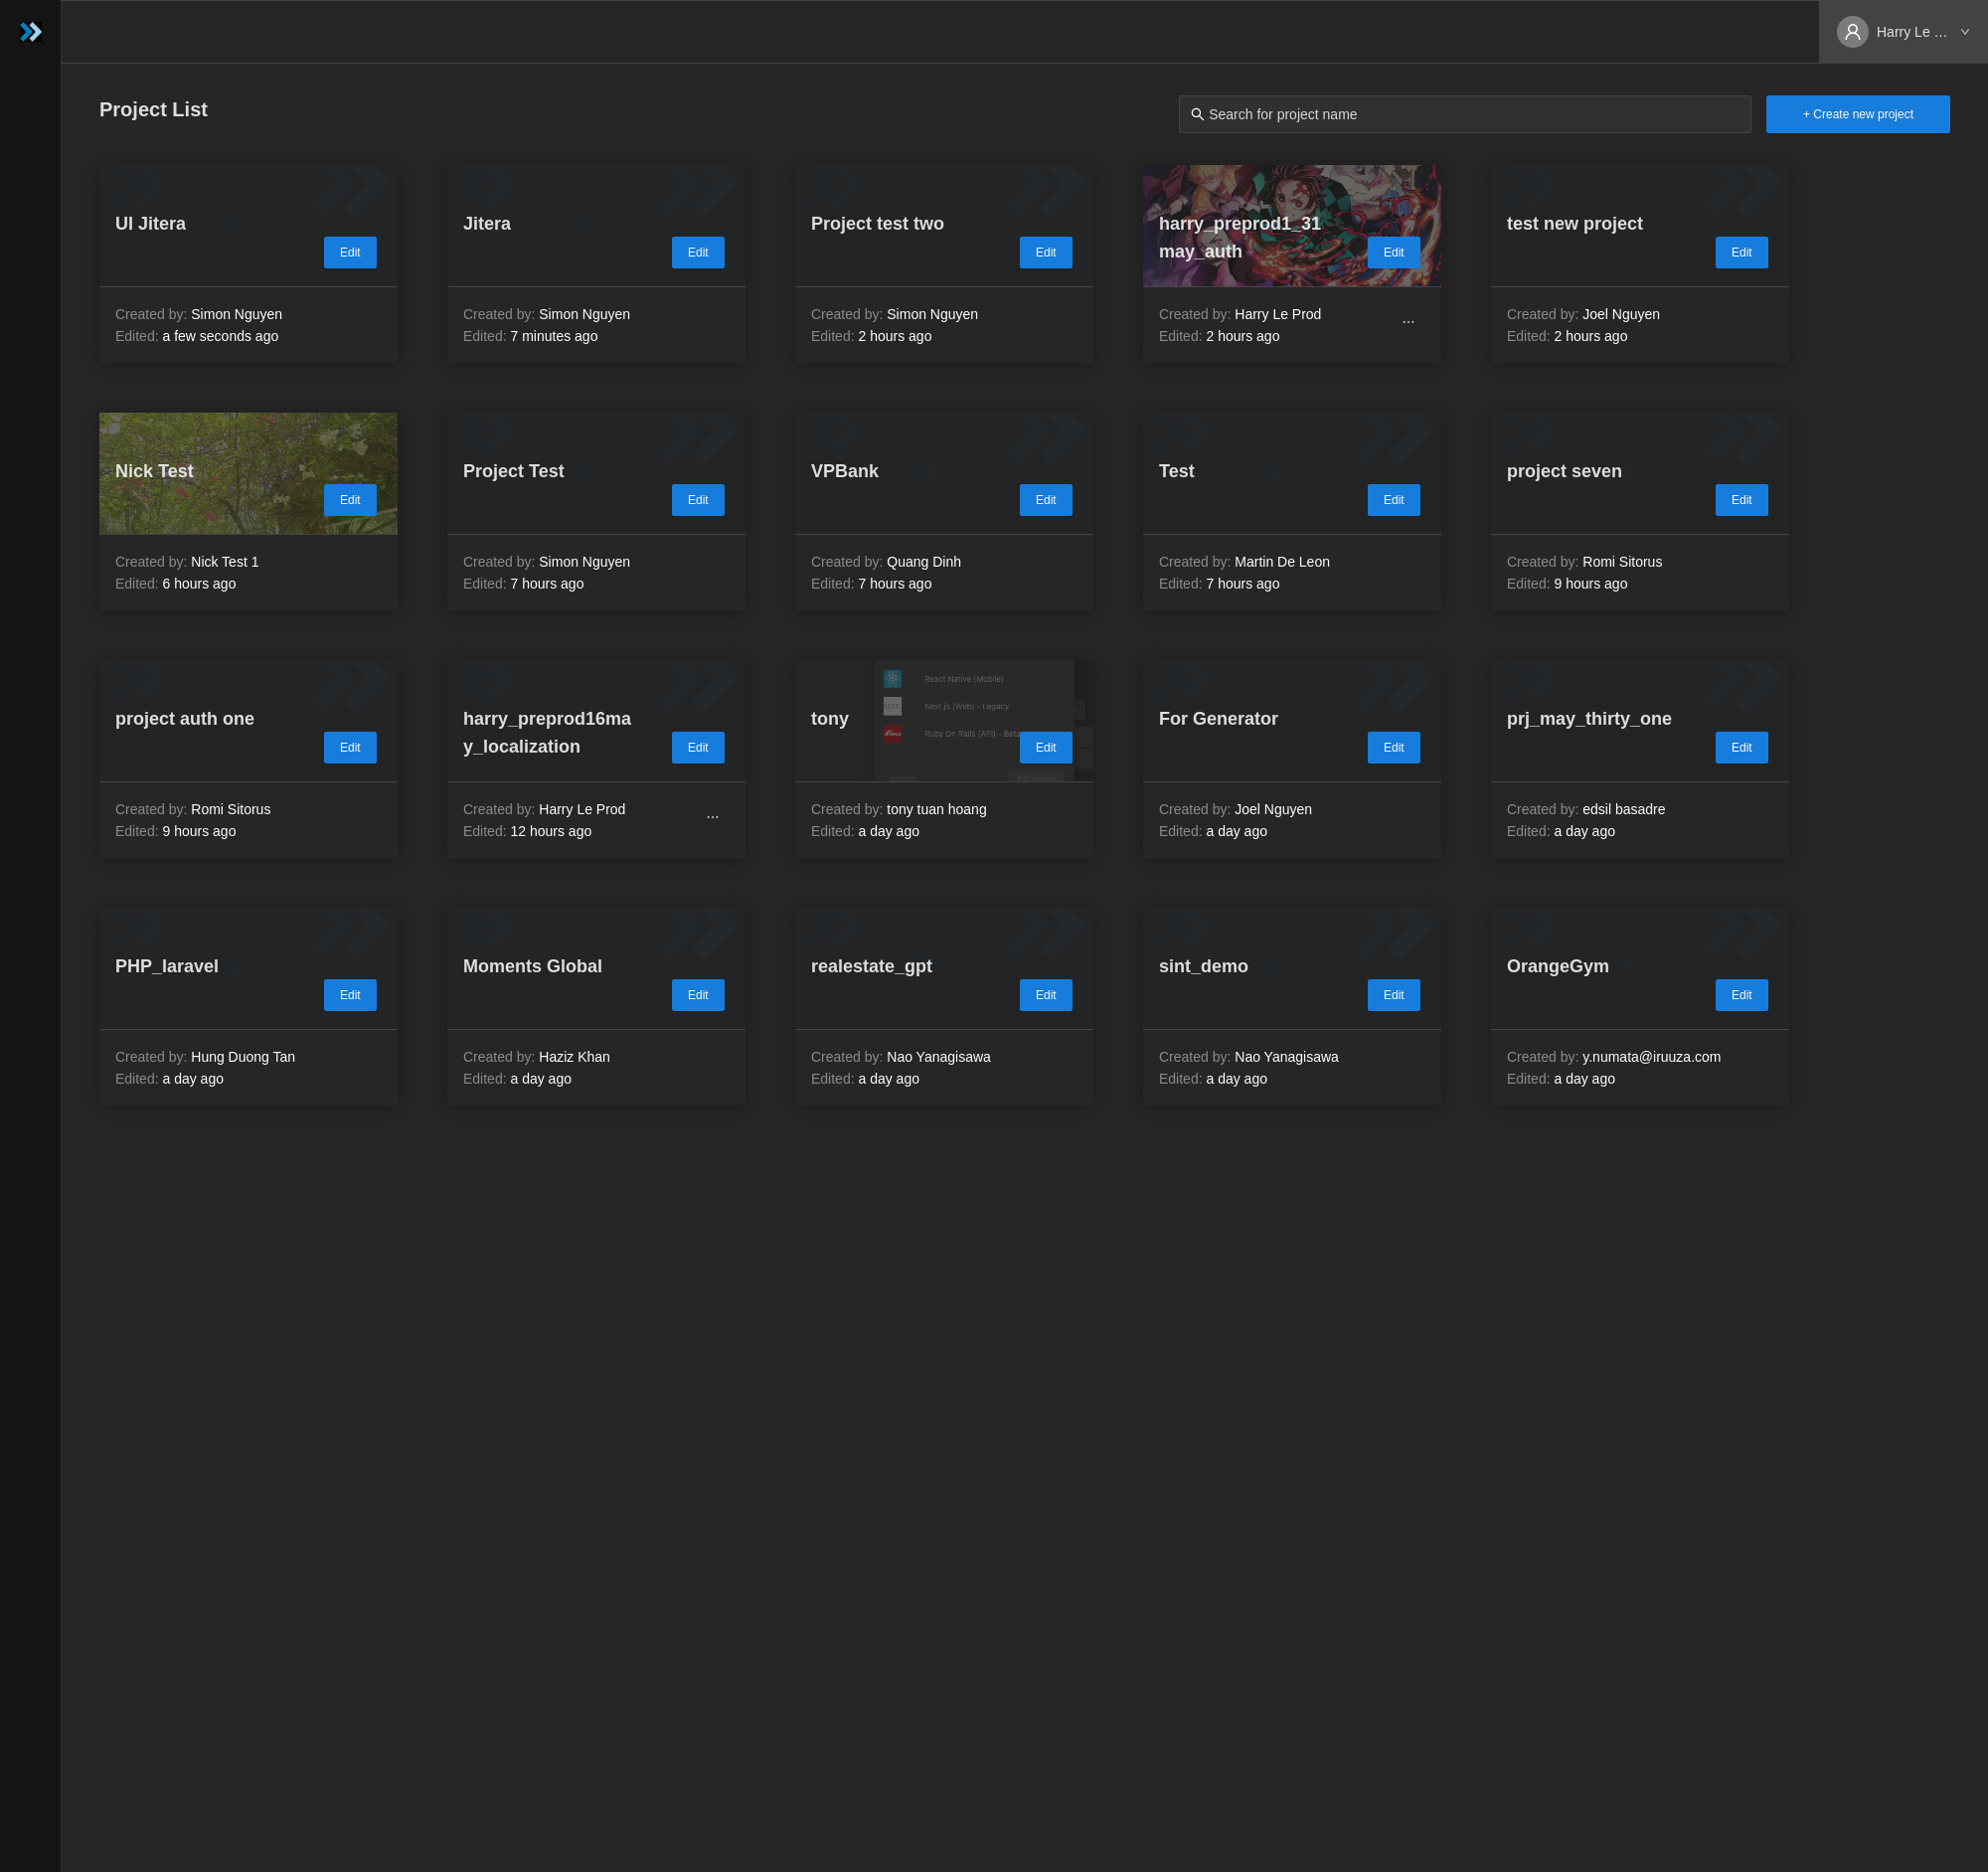 Harry Le ...
Project List
Search for project name
+ Create new project
UI Jitera
Edit
Created by: Simon Nguyen
Edited: a few seconds ago
Jitera
Edit
Created by: Simon Nguyen
Edited: 7 minutes ago
Project test two
Edit
Created by: Simon Nguyen
Edited: 2 hours ago
harry_preprod1_31
may_auth
Edit
Created by: Harry Le Prod
Edited: 2 hours ago
...
test new project
Edit
Created by: Joel Nguyen
Edited: 2 hours ago
Nick Test
Edit
Created by: Nick Test 1
Edited: 6 hours ago
Project Test
Edit
Created by: Simon Nguyen
Edited: 7 hours ago
VPBank
Edit
Created by: Quang Dinh
Edited: 7 hours ago
Test
Edit
Created by: Martin De Leon
Edited: 7 hours ago
project seven
Edit
Created by: Romi Sitorus
Edited: 9 hours ago
project auth one
Edit
Created by: Romi Sitorus
Edited: 9 hours ago
harry_preprod16ma
y_localization
Edit
Created by: Harry Le Prod
Edited: 12 hours ago
...
React Native (Mobile)
Next.js (Web) - Legacy
Ruby On Rails (API) - Beta
tony
Edit
Created by: tony tuan hoang
Edited: a day ago
For Generator
Edit
Created by: Joel Nguyen
Edited: a day ago
prj_may_thirty_one
Edit
Created by: edsil basadre
Edited: a day ago
PHP_laravel
Edit
Created by: Hung Duong Tan
Edited: a day ago
Moments Global
Edit
Created by: Haziz Khan
Edited: a day ago
realestate_gpt
Edit
Created by: Nao Yanagisawa
Edited: a day ago
sint_demo
Edit
Created by: Nao Yanagisawa
Edited: a day ago
OrangeGym
Edit
Created by: y.numata@iruuza.com
Edited: a day ago